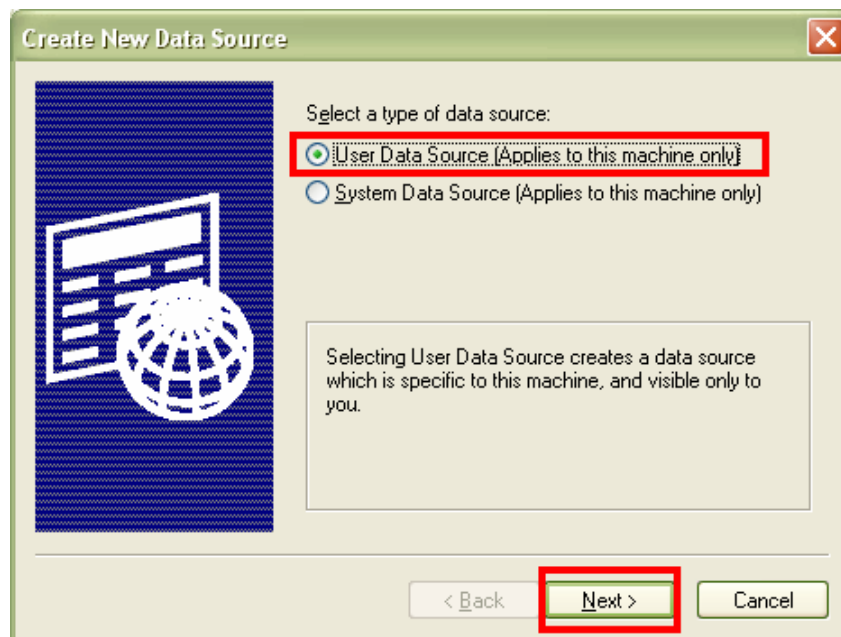 Create New Data Source
Select a type of data source:
User Data Source (Applies to this machine only)
System Data Source (Applies to this machine only)
Selecting User Data Source creates a data source
which is specific to this machine, and visible only to
you.
< Back
Next >
Cancel